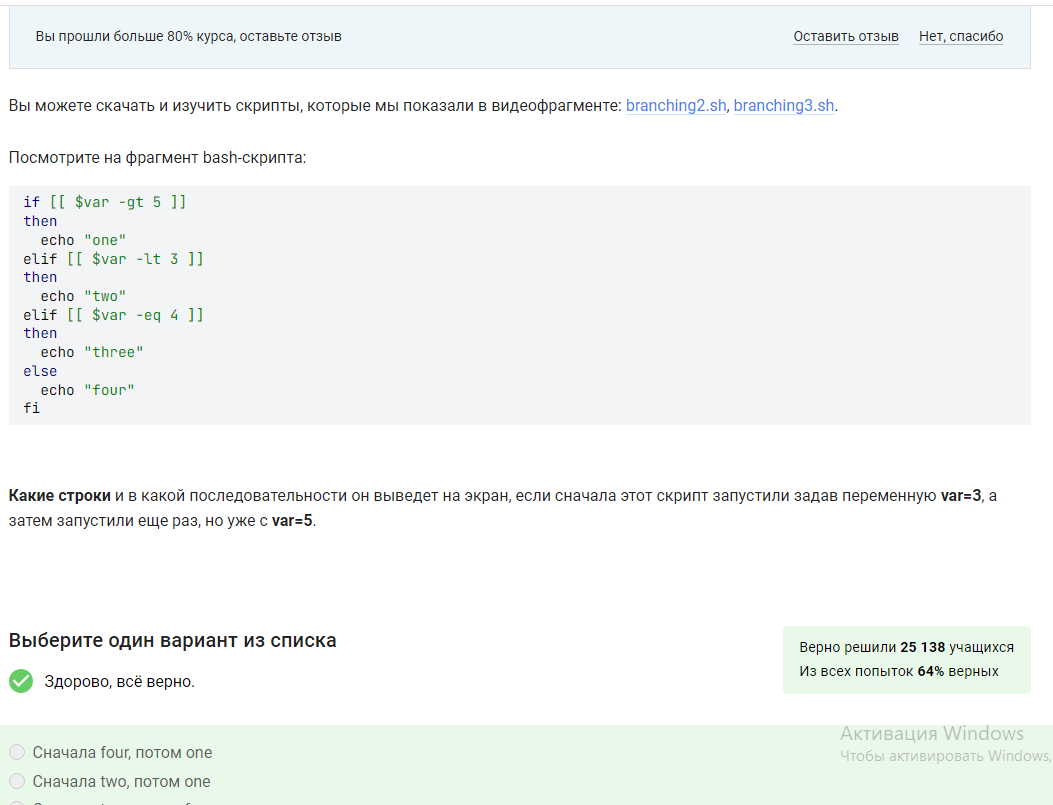 Вы прошли больше 80% курса, оставьте отзыв Оставить отзыв Нет, спасибо
Вы можете скачать и изучить скрипты, которые мы показали в видеофрагменте: branching2.sh, branching3.sh.
Посмотрите на фрагмент bash-скрипта:
if [[ $var -gt 5 ]]
then
  echo "one"
elif [[ $var -lt 3 ]]
then
  echo "two"
elif [[ $var -eq 4 ]]
then
  echo "three"
else
  echo "four"
fi
Какие строки и в какой последовательности он выведет на экран, если сначала этот скрипт запустили задав переменную var=3, а
затем запустили еще раз, но уже с var=5.
Выберите один вариант из списка
Здорово, всё верно.
Верно решили 25 138 учащихся
Из всех попыток 64% верных
Активация Windows
Чтобы активировать Windows,
Сначала four, потом one
Сначала two, потом one